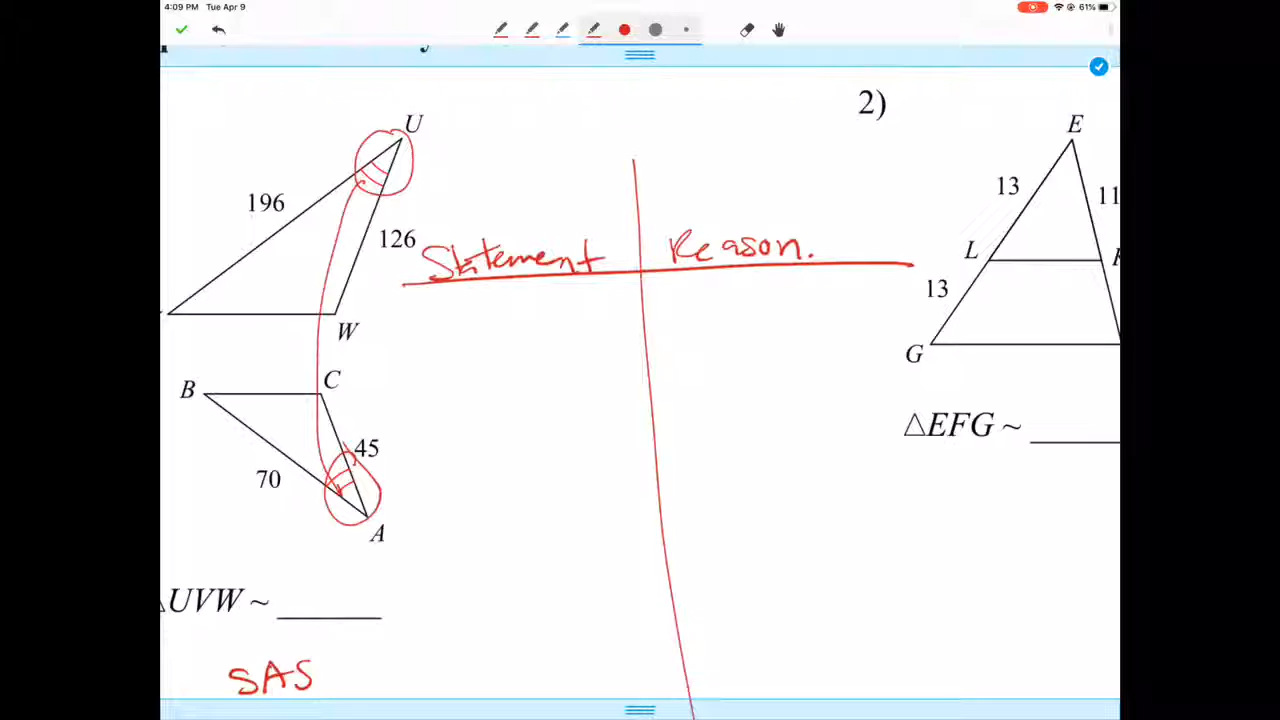 4:09 PM Tue Apr 9
61%
2)
U
196
126
W
Statement Reason.
E
13
11
L
13
G
B
C
45
70
A
△EFG ~
UVW ~
SAS